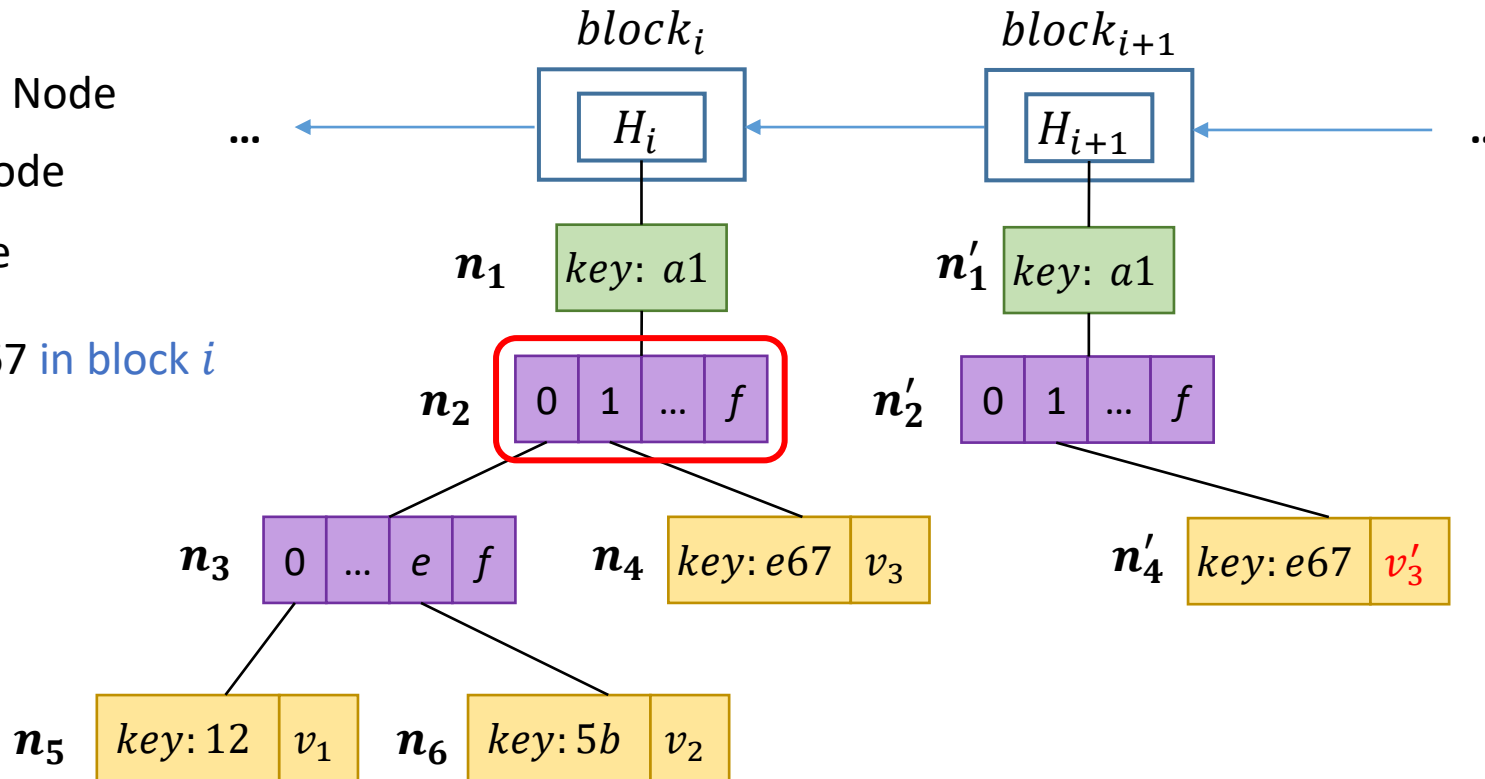 block_i block_{i+1}
Node
... H_i H_{i+1} ..
ode
e
n_1 key: a1 n'_1 key: a1
7 in block i
n_2 0 1 ... f n'_2 0 1 ... f
n_3 0 ... e f n_4 key: e67 v_3 n'_4 key: e67 v'_3
n_5 key: 12 v_1 n_6 key: 5b v_2